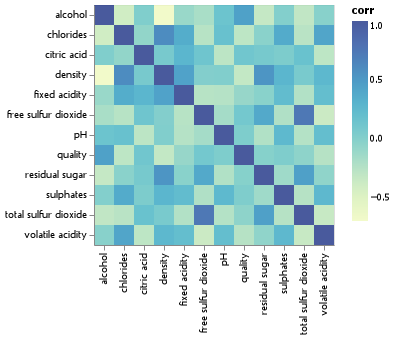 corr
alcohol
chlorides
citric acid
density
fixed acidity
free sulfur dioxide
pH
quality
residual sugar
sulphates
total sulfur dioxide
volatile acidity
1.0
0.5
0.0
−0.5
alcohol
chlorides
citric acid
density
fixed acidity
free sulfur dioxide
pH
quality
residual sugar
sulphates
total sulfur dioxide
volatile acidity